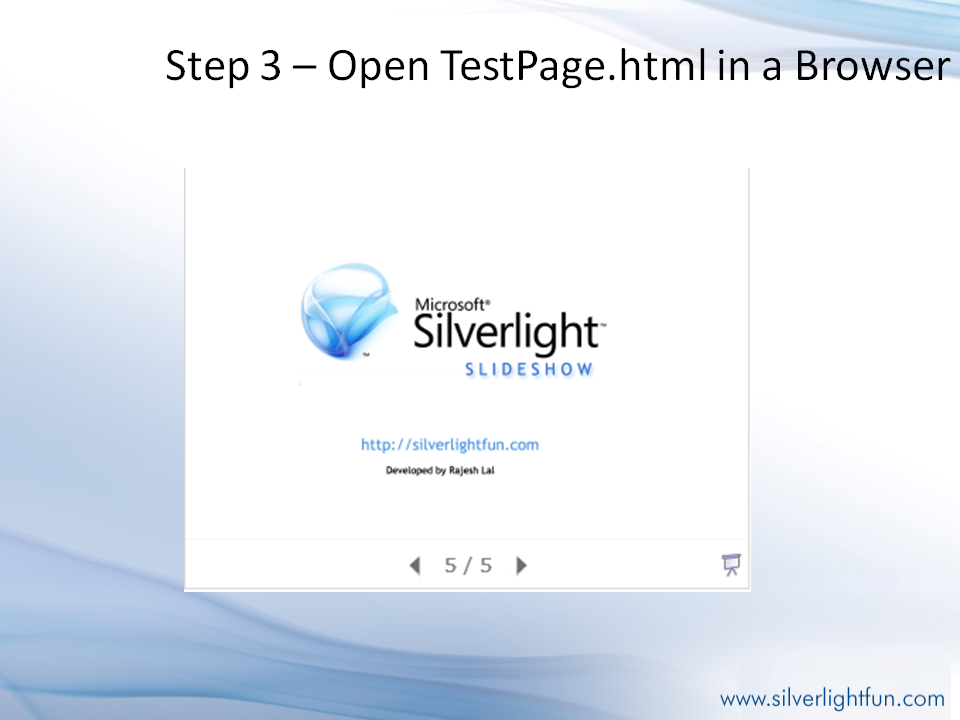 Step 3 – Open TestPage.html in a Browser
Microsoft®
Silverlight™
SLIDESHOW
™
http://silverlightfun.com
Developed by Rajesh Lal
5 / 5
www.silverlightfun.com